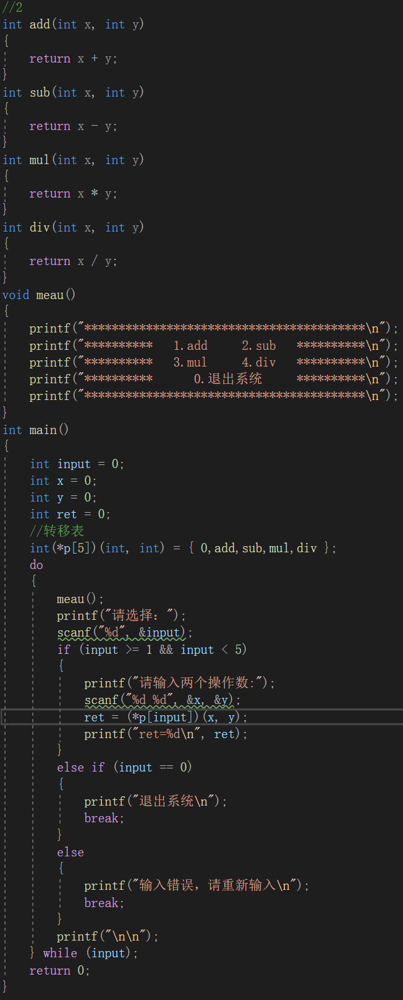 //2
int add(int x, int y)
{
    return x + y;
}
int sub(int x, int y)
{
    return x - y;
}
int mul(int x, int y)
{
    return x * y;
}
int div(int x, int y)
{
    return x / y;
}
void meau()
{
    printf("*****************************************\n");
    printf("**********   1.add     2.sub   **********\n");
    printf("**********   3.mul     4.div   **********\n");
    printf("**********      0.退出系统     **********\n");
    printf("*****************************************\n");
}
int main()
{
    int input = 0;
    int x = 0;
    int y = 0;
    int ret = 0;
    //转移表
    int(*p[5])(int, int) = { 0,add,sub,mul,div };
    do
    {
        meau();
        printf("请选择：");
        scanf("%d", &input);
        if (input >= 1 && input < 5)
        {
            printf("请输入两个操作数:");
            scanf("%d %d", &x, &y);
            ret = (*p[input])(x, y);
            printf("ret=%d\n", ret);
        }
        else if (input == 0)
        {
            printf("退出系统\n");
            break;
        }
        else
        {
            printf("输入错误，请重新输入\n");
            break;
        }
        printf("\n\n");
    } while (input);
    return 0;
}